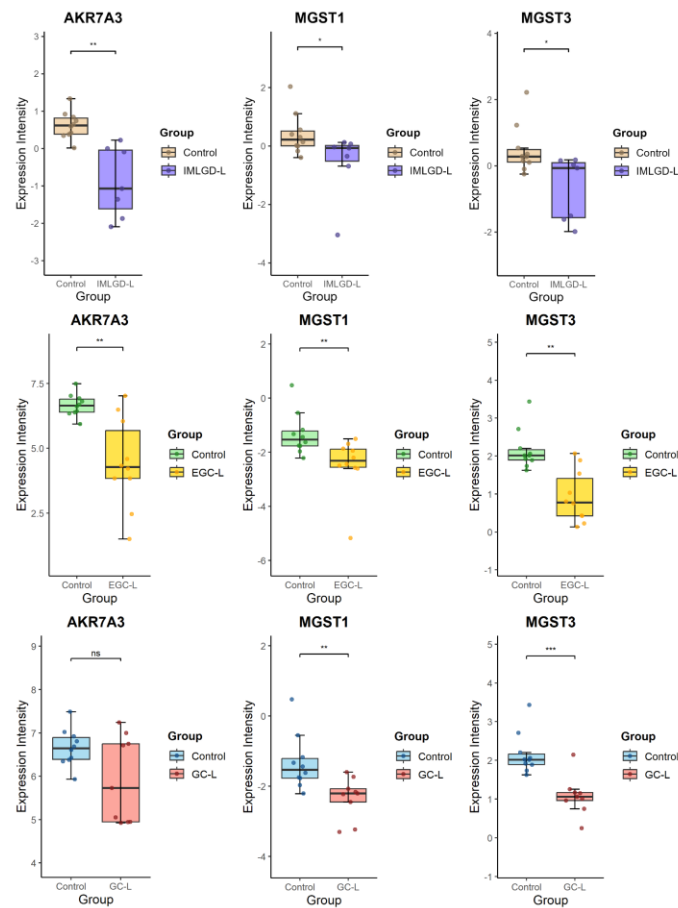 AKR7A3
MGST1
MGST3
**
*
*
Expression Intensity
3
2
1
0
-1
-2
-3
Control
IMLGD-L
Group
Group
Control
IMLGD-L
Expression Intensity
2
0
-2
-4
Control
IMLGD-L
Group
Group
Control
IMLGD-L
Expression Intensity
4
2
0
-2
Control
IMLGD-L
Group
Group
Control
IMLGD-L
AKR7A3
MGST1
MGST3
**
**
**
Expression Intensity
7.5
5.0
2.5
Control
EGC-L
Group
Group
Control
EGC-L
Expression Intensity
2
0
-2
-4
-6
Control
EGC-L
Group
Group
Control
EGC-L
Expression Intensity
5
4
3
2
1
0
-1
Control
EGC-L
Group
Group
Control
EGC-L
AKR7A3
MGST1
MGST3
ns
**
***
Expression Intensity
9
8
7
6
5
4
Control
GC-L
Group
Group
Control
GC-L
Expression Intensity
2
0
-2
-4
Control
GC-L
Group
Group
Control
GC-L
Expression Intensity
5
4
3
2
1
0
-1
Control
GC-L
Group
Group
Control
GC-L